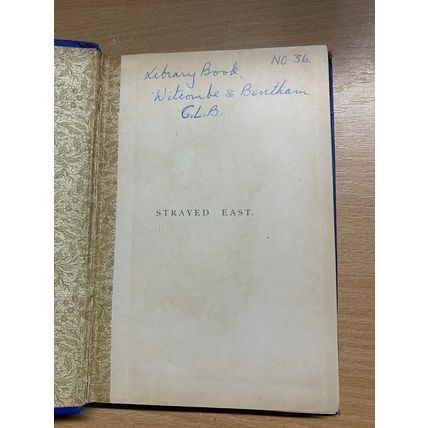 NO 36.
Library Book,
Witcombe & Bentham
C.L.B.
STRAYED EAST.